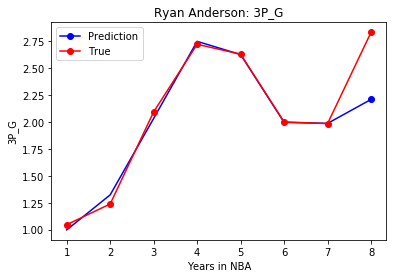 Ryan Anderson: 3P_G
Prediction
True
2.75
2.50
2.25
2.00
1.75
1.50
1.25
1.00
3P_G
1 2 3 4 5 6 7 8
Years in NBA